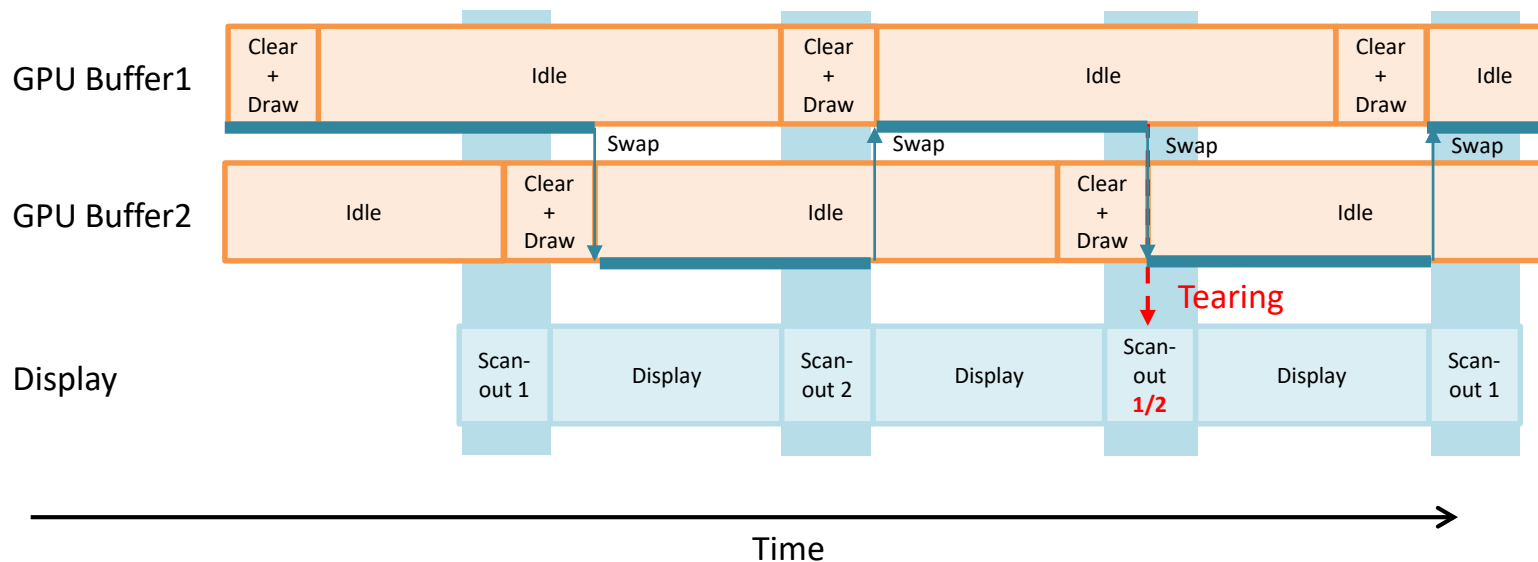 GPU Buffer1
Clear
+
Draw
Idle
Clear
+
Draw
Idle
Clear
+
Draw
Idle
Swap
Swap
Swap
Swap
GPU Buffer2
Idle
Clear
+
Draw
Idle
Clear
+
Draw
Idle
Tearing
Display
Scan-
out 1
Display
Scan-
out 2
Display
Scan-
out
1/2
Display
Scan-
out 1
Time